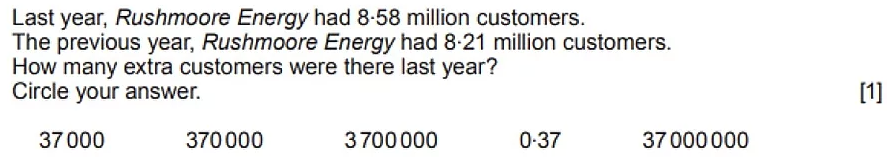 Last year, Rushmoore Energy had 8·58 million customers.
The previous year, Rushmoore Energy had 8·21 million customers.
How many extra customers were there last year?
Circle your answer. [1]
37 000 370 000 3 700 000 0·37 37 000 000